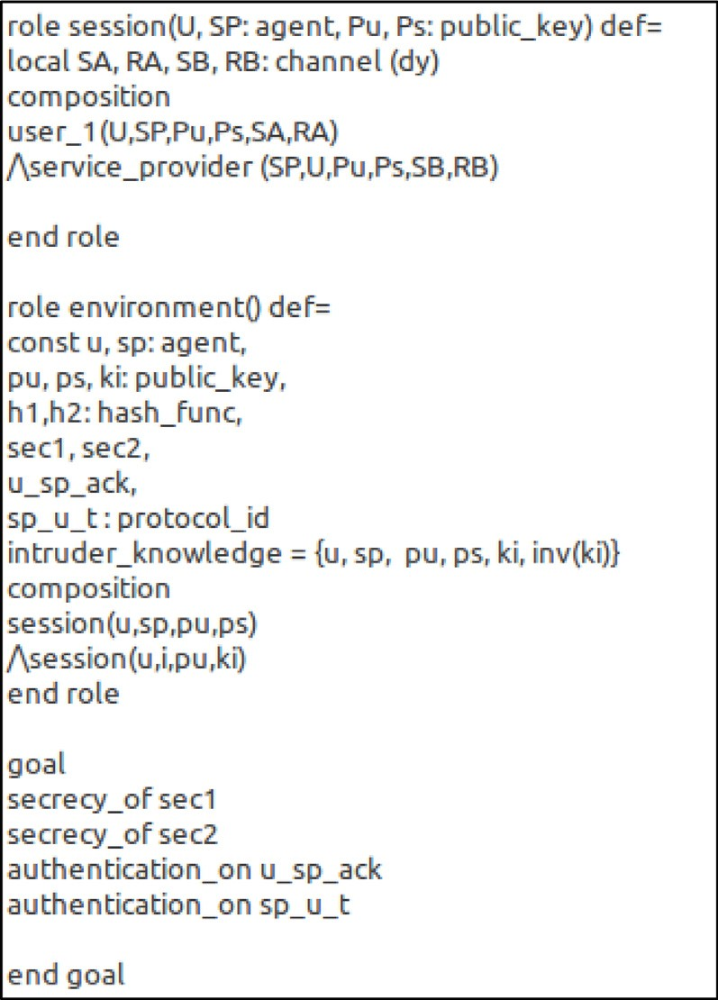 role session(U, SP: agent, Pu, Ps: public_key) def=
local SA, RA, SB, RB: channel (dy)
composition
user_1(U,SP,Pu,Ps,SA,RA)
/\service_provider (SP,U,Pu,Ps,SB,RB)
end role
role environment() def=
const u, sp: agent,
pu, ps, ki: public_key,
h1,h2: hash_func,
sec1, sec2,
u_sp_ack,
sp_u_t : protocol_id
intruder_knowledge = {u, sp,  pu, ps, ki, inv(ki)}
composition
session(u,sp,pu,ps)
/\session(u,i,pu,ki)
end role
goal
secrecy_of sec1
secrecy_of sec2
authentication_on u_sp_ack
authentication_on sp_u_t
end goal